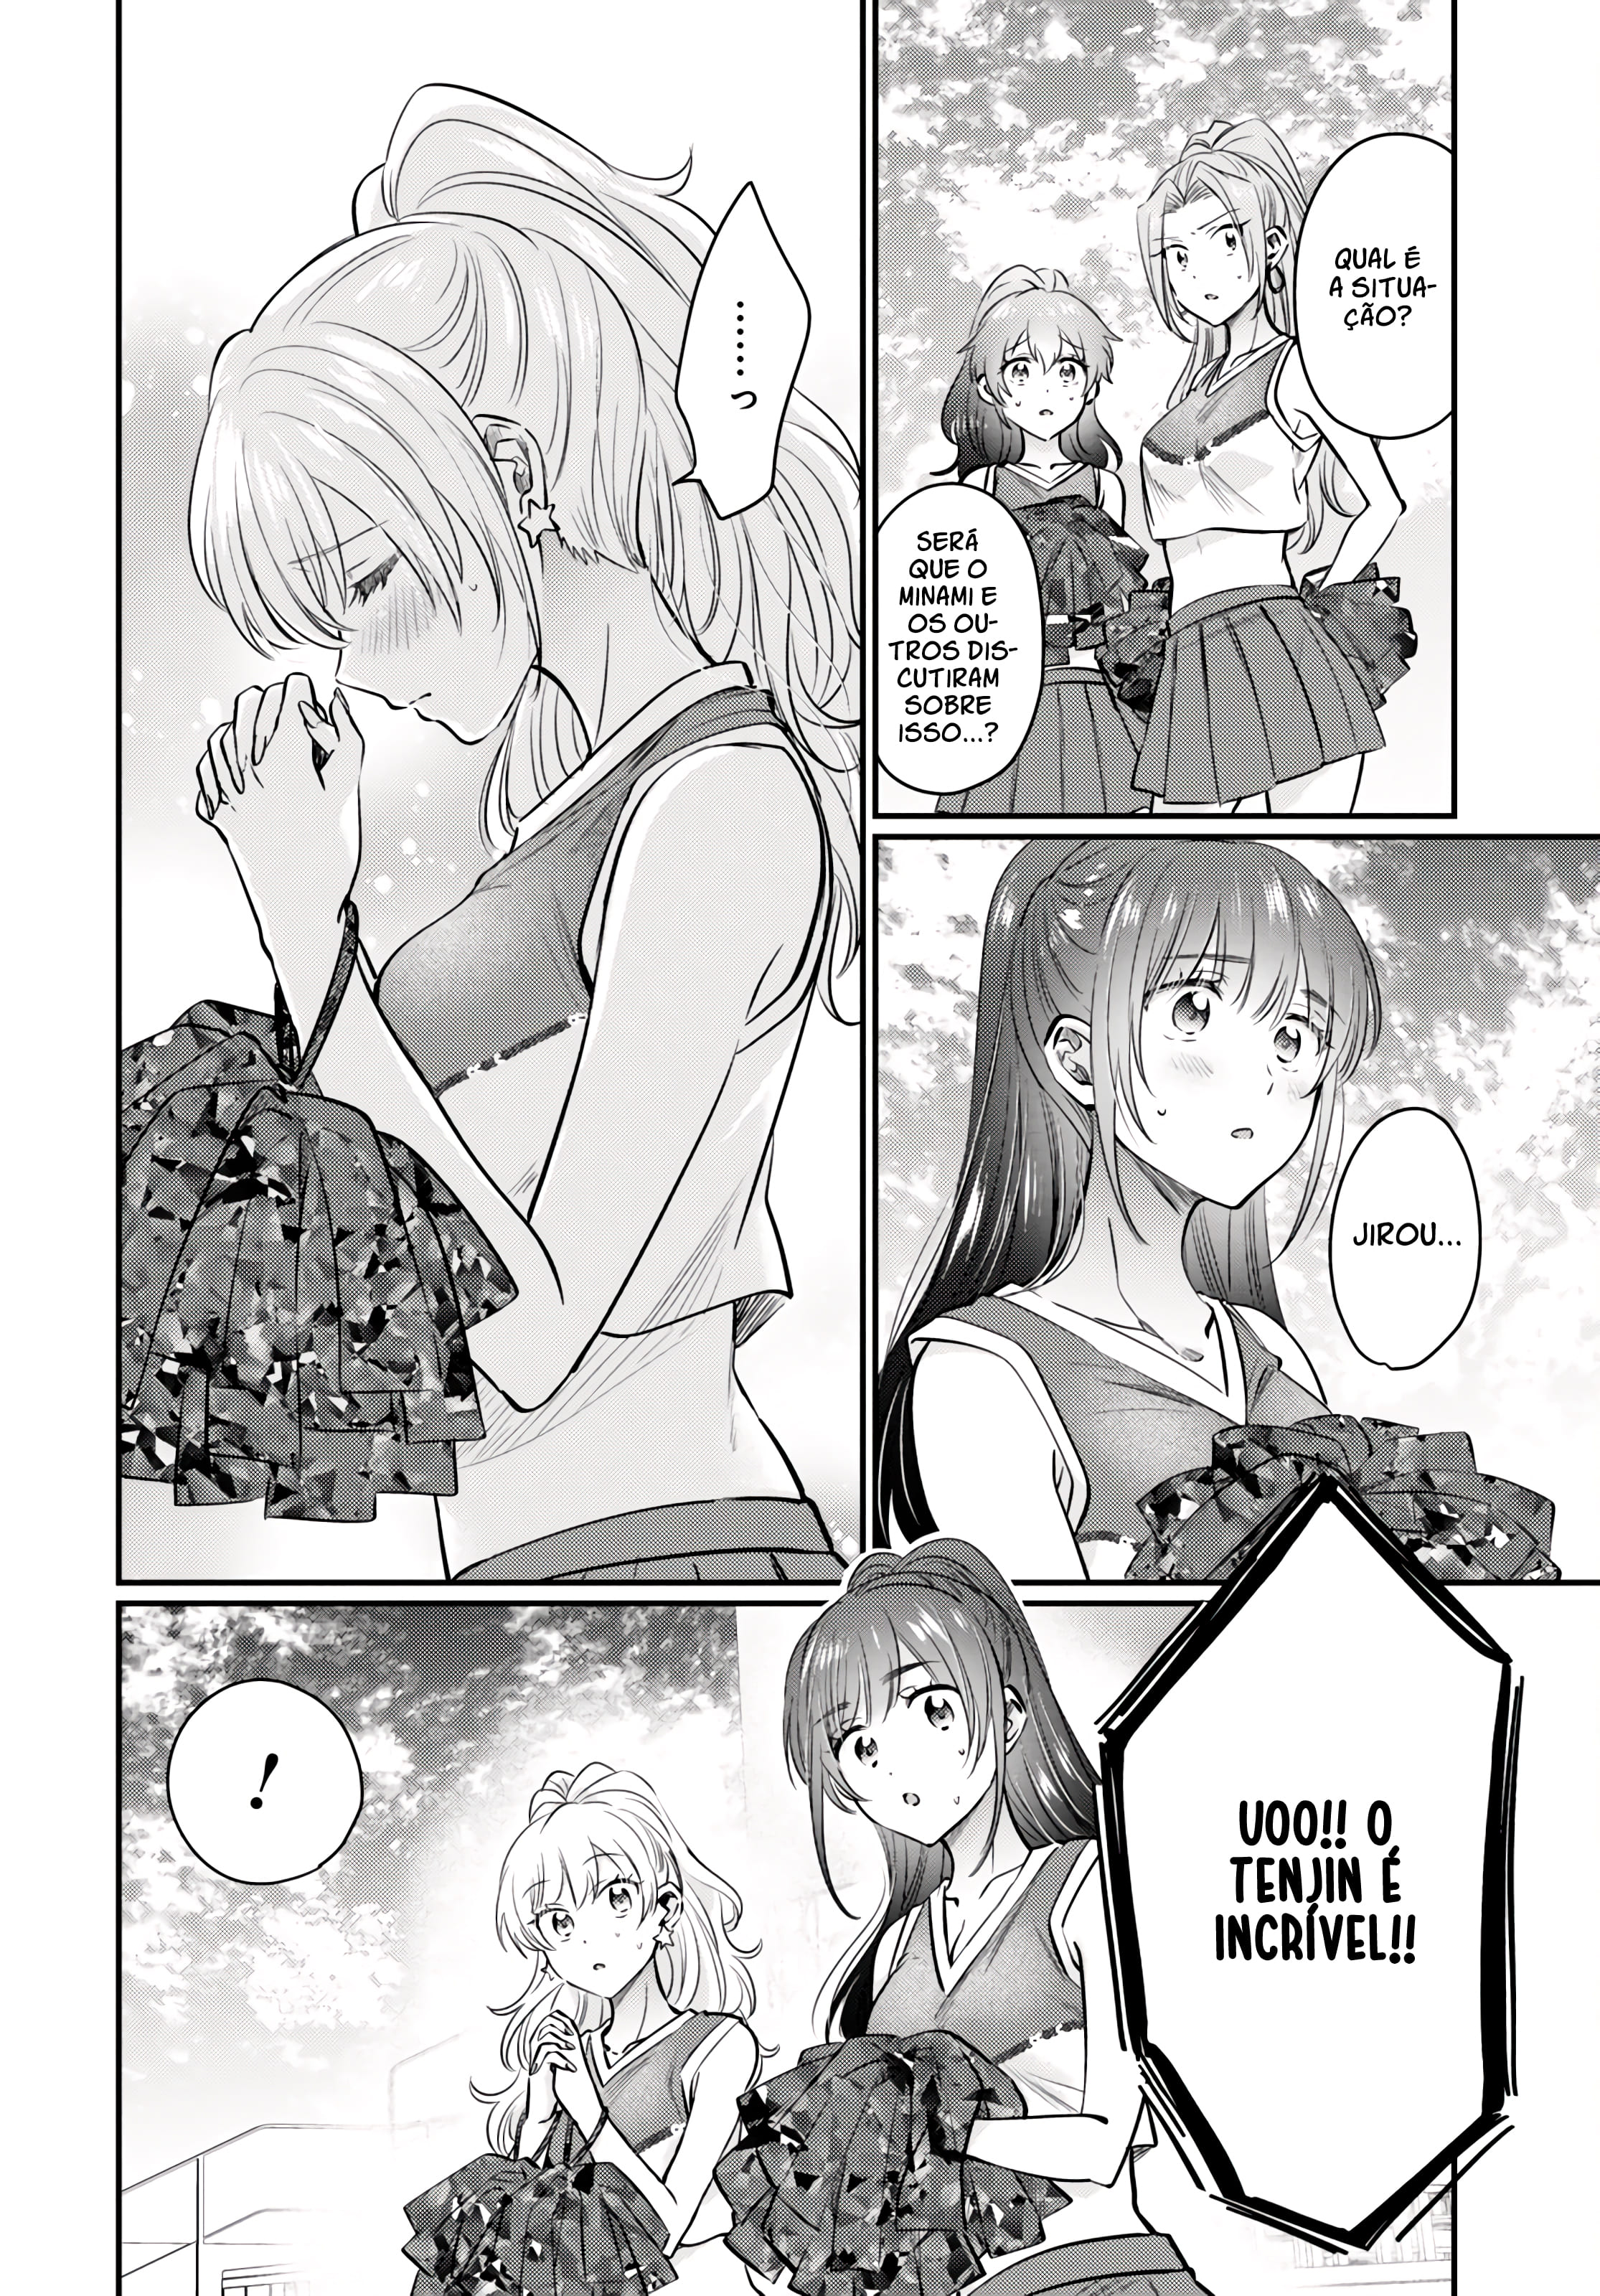 QUAL É
A SITUA-
ÇÃO?
SERÁ
QUE O
MINAMI E
OS OU-
TROS DIS-
CUTIRAM
SOBRE
ISSO...?
JIROU...
......っ
UOO!! O
TENJIN É
INCRÍVEL!!
!